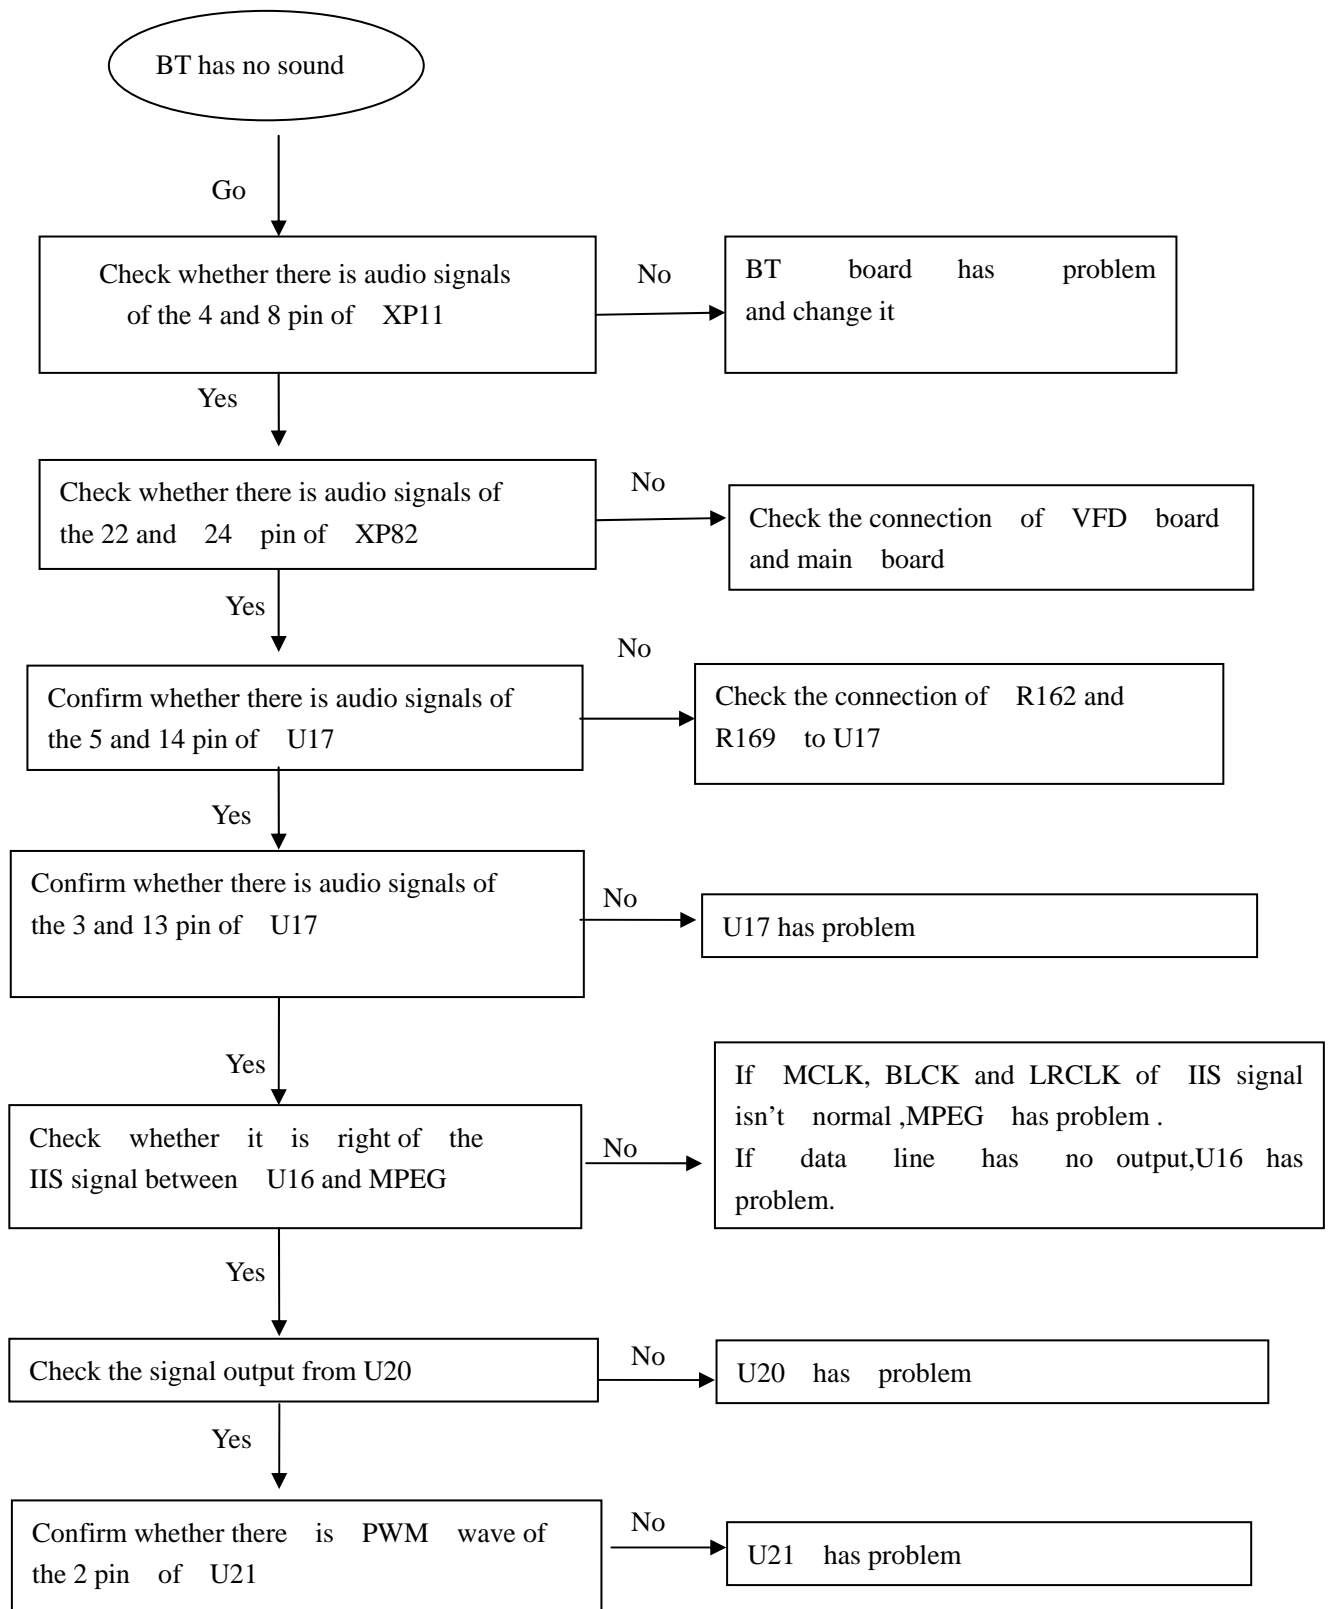 BT has no sound
Go
Check whether there is audio signals
of the 4 and 8 pin of XP11
No
BT board has problem
and change it
Yes
Check whether there is audio signals of
the 22 and 24 pin of XP82
No
Check the connection of VFD board
and main board
Yes
Confirm whether there is audio signals of
the 5 and 14 pin of U17
No
Check the connection of R162 and
R169 to U17
Yes
Confirm whether there is audio signals of
the 3 and 13 pin of U17
No
U17 has problem
Yes
Check whether it is right of the
IIS signal between U16 and MPEG
No
If MCLK, BLCK and LRCLK of IIS signal
isn’t normal ,MPEG has problem .
If data line has no output,U16 has
problem.
Yes
Check the signal output from U20
No
U20 has problem
Yes
Confirm whether there is PWM wave of
the 2 pin of U21
No
U21 has problem